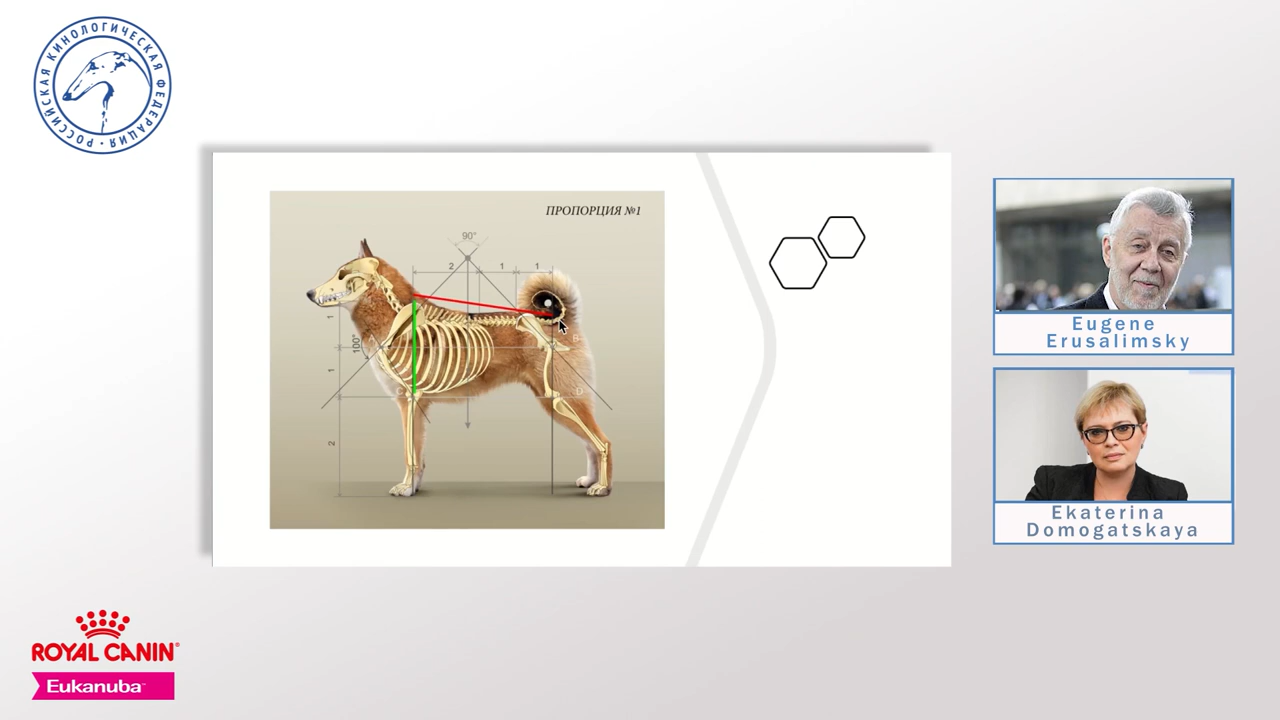 РОССИЙСКАЯ КИНОЛОГИЧЕСКАЯ ФЕДЕРАЦИЯ
ПРОПОРЦИЯ №1
90°
2 1 1
1
100°
1
C
D
2
Eugene
Erusalimsky
Ekaterina
Domogatskaya
ROYAL CANIN®
Eukanuba™